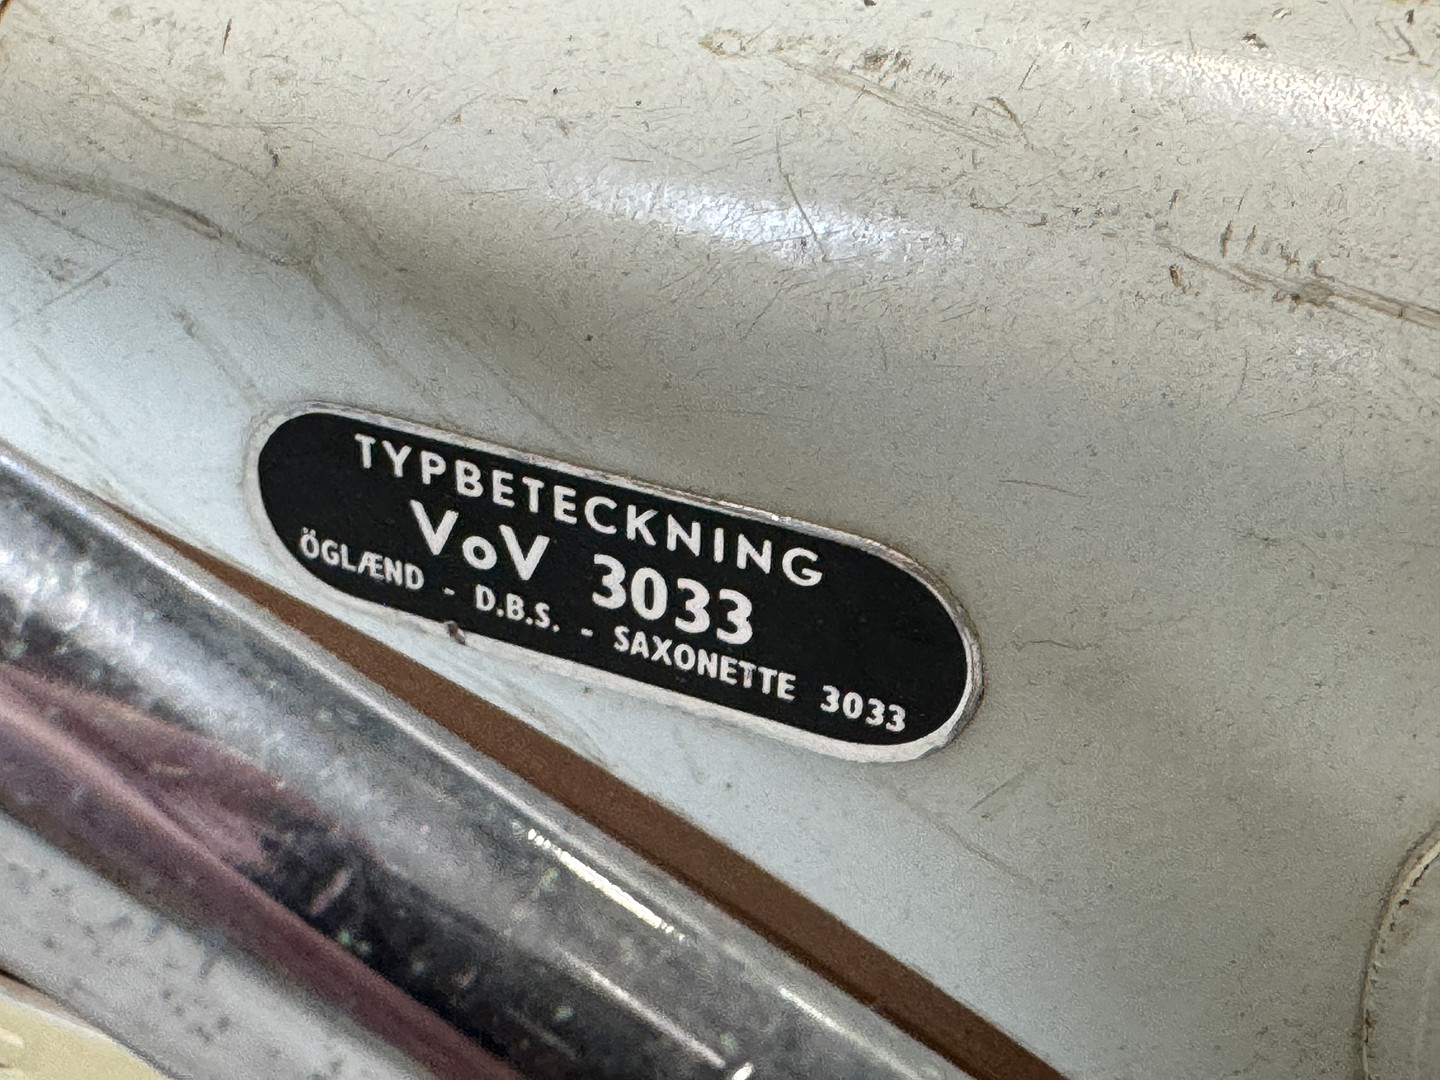 TYPBETECKNING
VoV 3033
ÖGLÆND - D.B.S. - SAXONETTE 3033